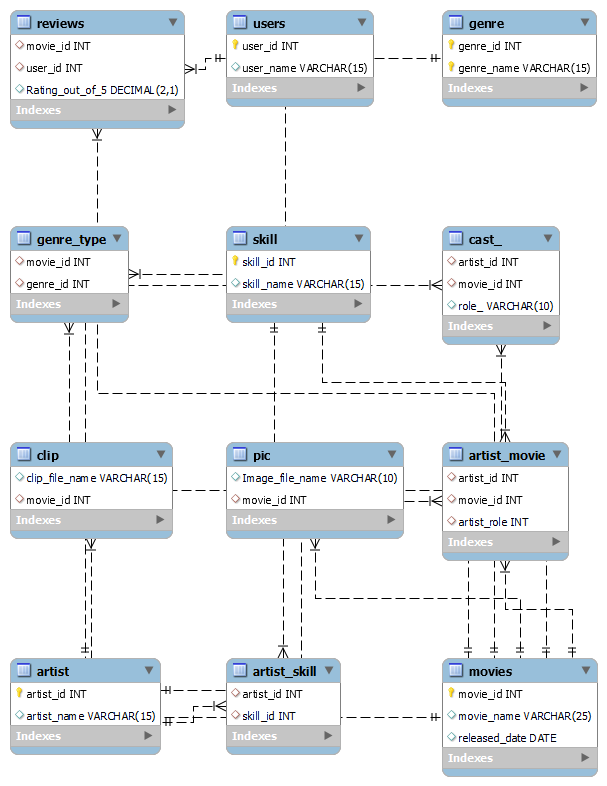 reviews
movie_id INT
user_id INT
Rating_out_of_5 DECIMAL(2,1)
Indexes
users
user_id INT
user_name VARCHAR(15)
Indexes
genre
genre_id INT
genre_name VARCHAR(15)
Indexes
genre_type
movie_id INT
genre_id INT
Indexes
skill
skill_id INT
skill_name VARCHAR(15)
Indexes
cast_
artist_id INT
movie_id INT
role_ VARCHAR(10)
Indexes
clip
clip_file_name VARCHAR(15)
movie_id INT
Indexes
pic
Image_file_name VARCHAR(10)
movie_id INT
Indexes
artist_movie
artist_id INT
movie_id INT
artist_role INT
Indexes
artist
artist_id INT
artist_name VARCHAR(15)
Indexes
artist_skill
artist_id INT
skill_id INT
Indexes
movies
movie_id INT
movie_name VARCHAR(25)
released_date DATE
Indexes